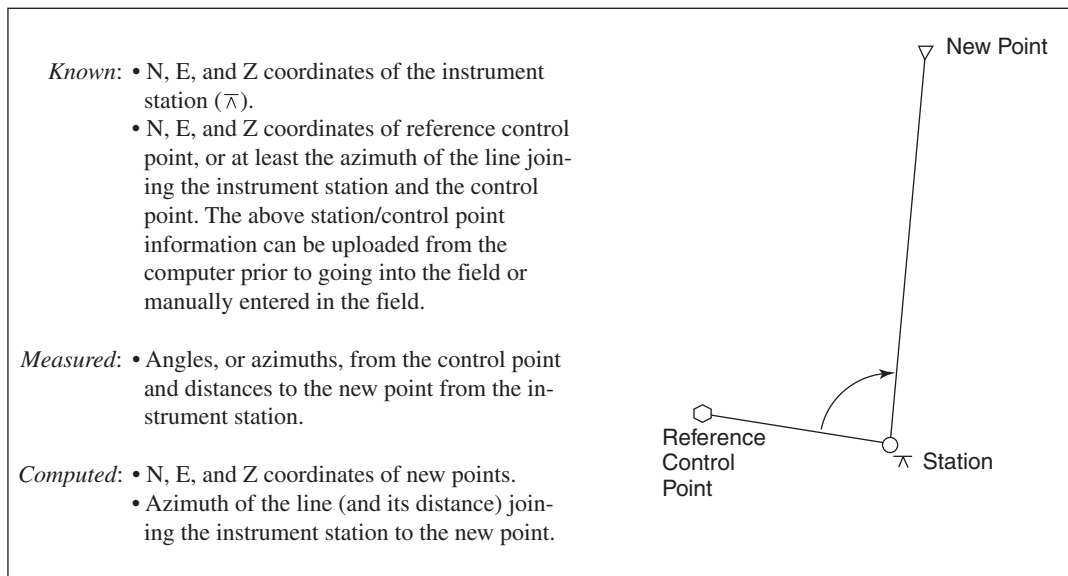 Known: • N, E, and Z coordinates of the instrument
station (⊼).
• N, E, and Z coordinates of reference control
point, or at least the azimuth of the line join-
ing the instrument station and the control
point. The above station/control point
information can be uploaded from the
computer prior to going into the field or
manually entered in the field.
Measured: • Angles, or azimuths, from the control point
and distances to the new point from the in-
strument station.
Computed: • N, E, and Z coordinates of new points.
• Azimuth of the line (and its distance) join-
ing the instrument station to the new point.
New Point
Reference
Control
Point
⊼ Station